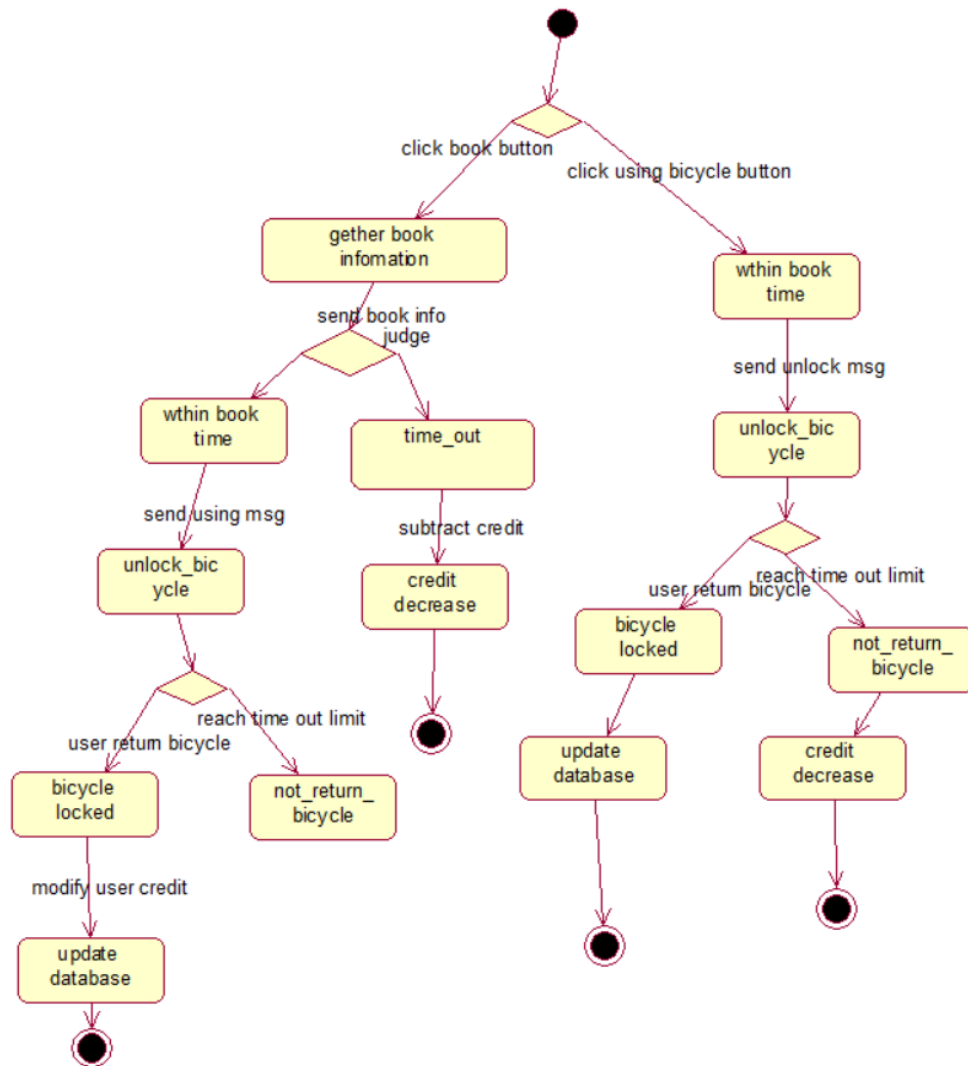 click book button
click using bicycle button
gether book
infomation
wthin book
time
send book info
judge
send unlock msg
wthin book
time
time_out
unlock_bic
ycle
send using msg
subtract credit
unlock_bic
ycle
credit
decrease
reach time out limit
user return bicycle
bicycle
locked
not_return_
bicycle
reach time out limit
user return bicycle
update
database
credit
decrease
bicycle
locked
not_return_
bicycle
modify user credit
update
database